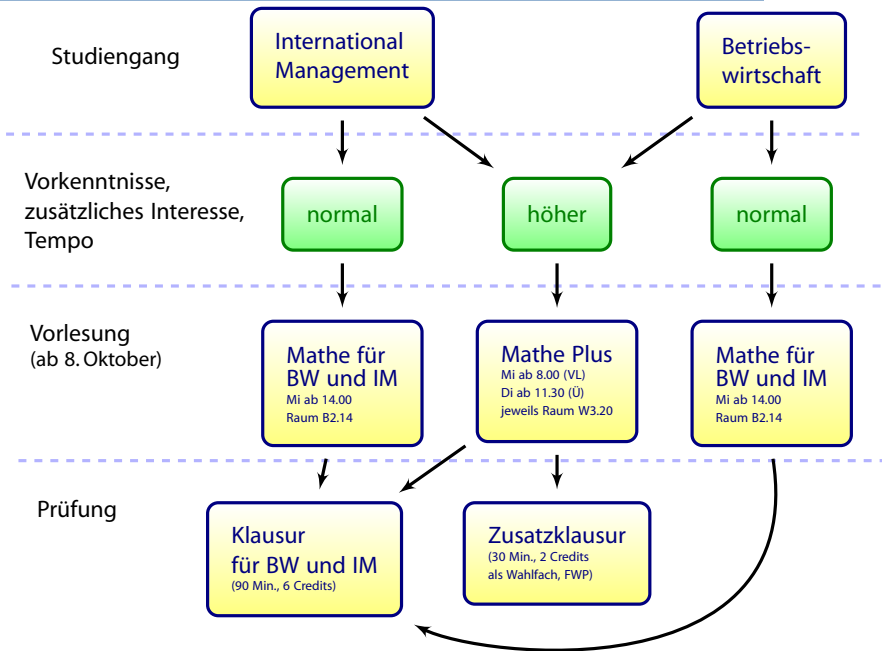 Studiengang
International
Management
Betriebs-
wirtschaft
Vorkenntnisse,
zusätzliches Interesse,
Tempo
normal
höher
normal
Vorlesung
(ab 8. Oktober)
Mathe für
BW und IM
Mi ab 14.00
Raum B2.14
Mathe Plus
Mi ab 8.00 (VL)
Di ab 11.30 (Ü)
jeweils Raum W3.20
Mathe für
BW und IM
Mi ab 14.00
Raum B2.14
Prüfung
Klausur
für BW und IM
(90 Min., 6 Credits)
Zusatzklausur
(30 Min., 2 Credits
als Wahlfach, FWP)